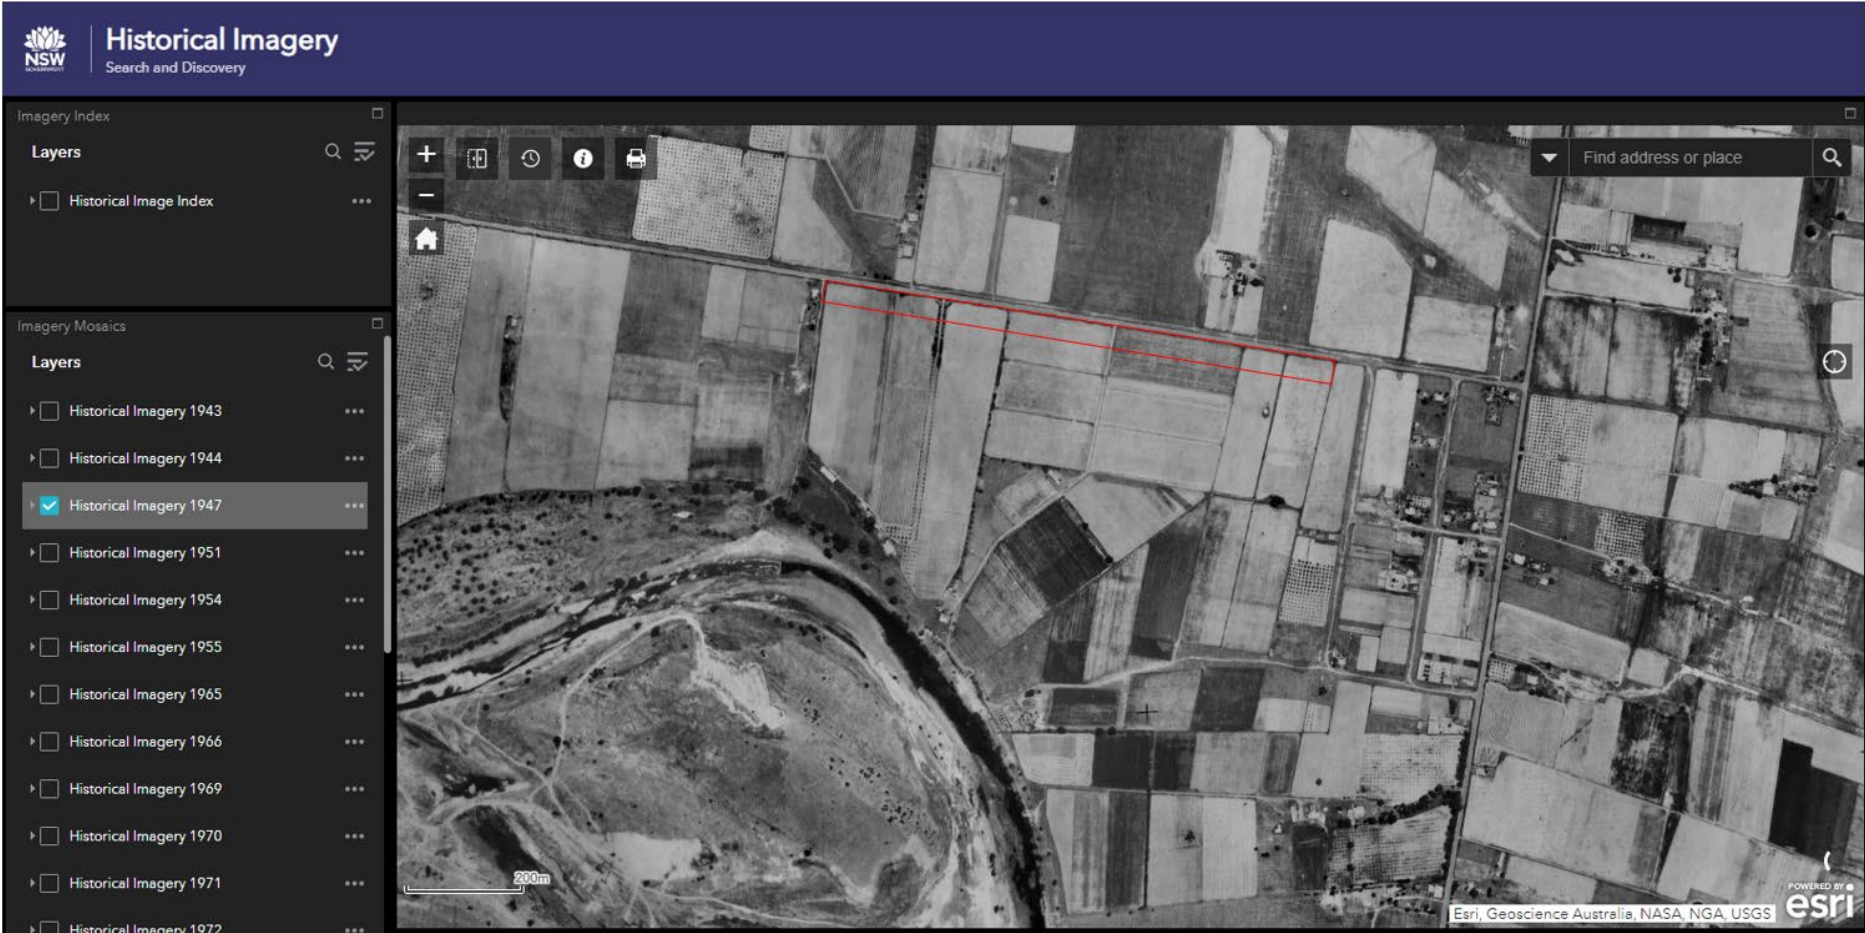 NSW
GOVERNMENT
Historical Imagery
Search and Discovery
Imagery Index
Layers
Historical Image Index
Imagery Mosaics
Layers
Historical Imagery 1943
Historical Imagery 1944
Historical Imagery 1947
Historical Imagery 1951
Historical Imagery 1954
Historical Imagery 1955
Historical Imagery 1965
Historical Imagery 1966
Historical Imagery 1969
Historical Imagery 1970
Historical Imagery 1971
Historical Imagery 1972
Find address or place
200m
POWERED BY
esri
Esri, Geoscience Australia, NASA, NGA, USGS